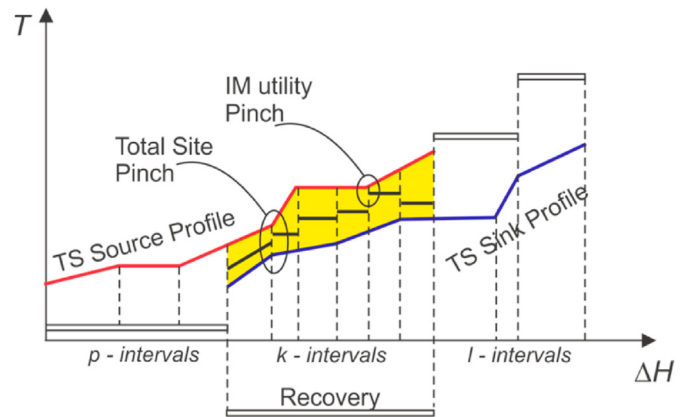 T
IM utility
Pinch
Total Site
Pinch
TS Source Profile
TS Sink Profile
p - intervals
k - intervals
l - intervals
ΔH
Recovery